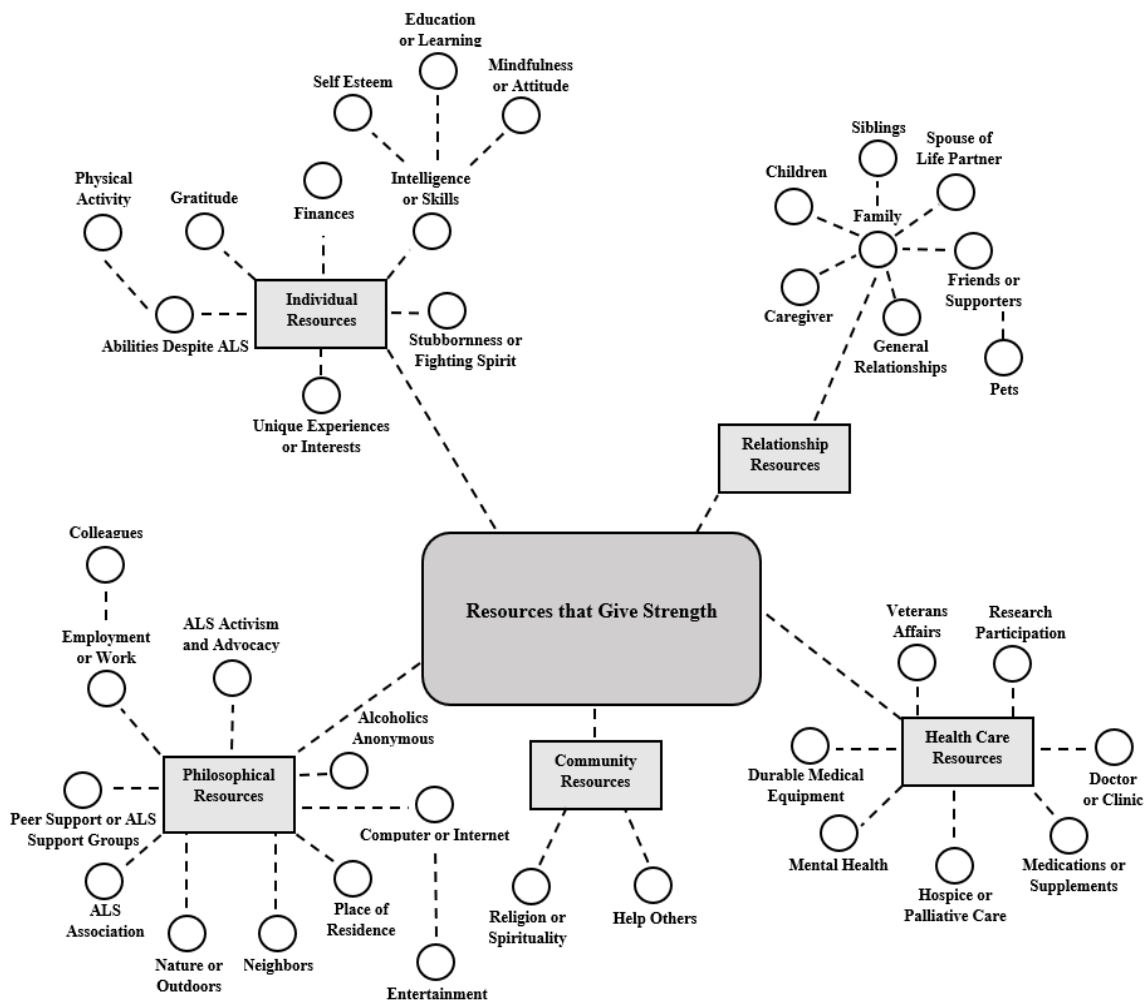 Education
or Learning
Self Esteem
Mindfulness
or Attitude
Physical
Activity
Gratitude
Finances
Intelligence
or Skills
Individual
Resources
Abilities Despite ALS
Stubbornness or
Fighting Spirit
Unique Experiences
or Interests
Siblings
Spouse of
Life Partner
Children
Family
Caregiver
General
Relationships
Friends or
Supporters
Pets
Relationship
Resources
Resources that Give Strength
Colleagues
Employment
or Work
ALS Activism
and Advocacy
Alcoholics
Anonymous
Philosophical
Resources
Peer Support or ALS
Support Groups
Computer or Internet
ALS
Association
Nature or
Outdoors
Neighbors
Place of
Residence
Entertainment
Community
Resources
Religion or
Spirituality
Help Others
Veterans
Affairs
Research
Participation
Health Care
Resources
Durable Medical
Equipment
Doctor
or Clinic
Mental Health
Hospice or
Palliative Care
Medications or
Supplements